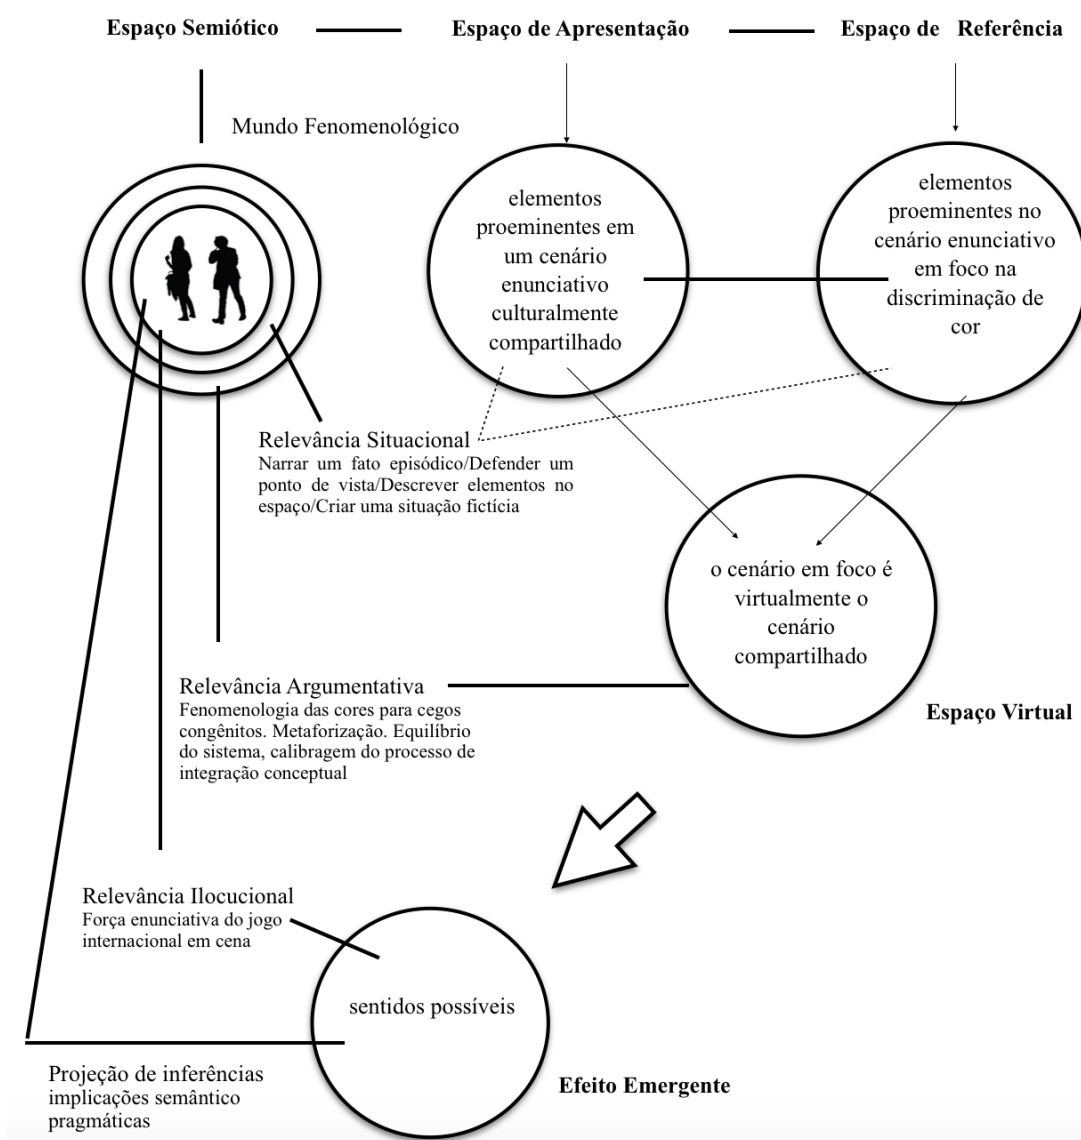 Espaço Semiótico
Espaço de Apresentação
Espaço de Referência
Mundo Fenomenológico
elementos
proeminentes em
um cenário
enunciativo
culturalmente
compartilhado
elementos
proeminentes no
cenário enunciativo
em foco na
discriminação de
cor
Relevância Situacional
Narrar um fato episódico/Defender um
ponto de vista/Descrever elementos no
espaço/Criar uma situação fictícia
o cenário em foco é
virtualmente o
cenário
compartilhado
Espaço Virtual
Relevância Argumentativa
Fenomenologia das cores para cegos
congênitos. Metaforização. Equilíbrio
do sistema, calibragem do processo de
integração conceptual
Relevância Ilocucional
Força enunciativa do jogo
internacional em cena
sentidos possíveis
Efeito Emergente
Projeção de inferências
implicações semântico
pragmáticas